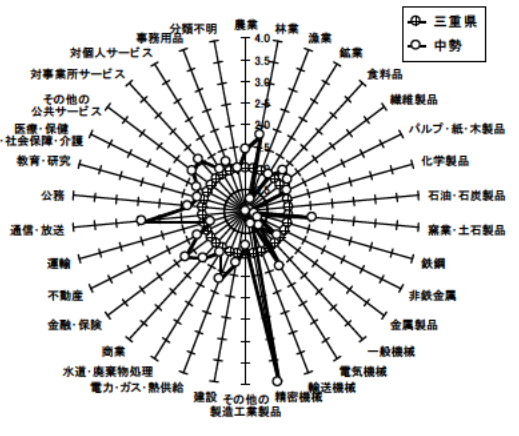 三重県
中勢
農業
林業
漁業
鉱業
食料品
繊維製品
パルプ・紙・木製品
化学製品
石油・石炭製品
窯業・土石製品
鉄鋼
非鉄金属
金属製品
一般機械
電気機械
輸送機械
精密機械
その他の
製造工業製品
建設
電力・ガス・熱供給
水道・廃棄物処理
商業
金融・保険
不動産
運輸
通信・放送
公務
教育・研究
医療・保健
・社会保障・介護
その他の
公共サービス
対事業所サービス
対個人サービス
事務用品
分類不明
4.0
3.5
3.0
2.5
2.0